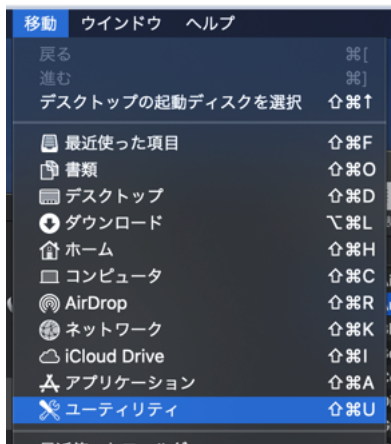 移動 ウインドウ ヘルプ
戻る ⌘[
進む ⌘]
デスクトップの起動ディスクを選択 ⇧⌘↑
最近使った項目 ⇧⌘F
書類 ⇧⌘O
デスクトップ ⇧⌘D
ダウンロード ⌥⌘L
ホーム ⇧⌘H
コンピュータ ⇧⌘C
AirDrop ⇧⌘R
ネットワーク ⇧⌘K
iCloud Drive ⇧⌘I
アプリケーション ⇧⌘A
ユーティリティ ⇧⌘U